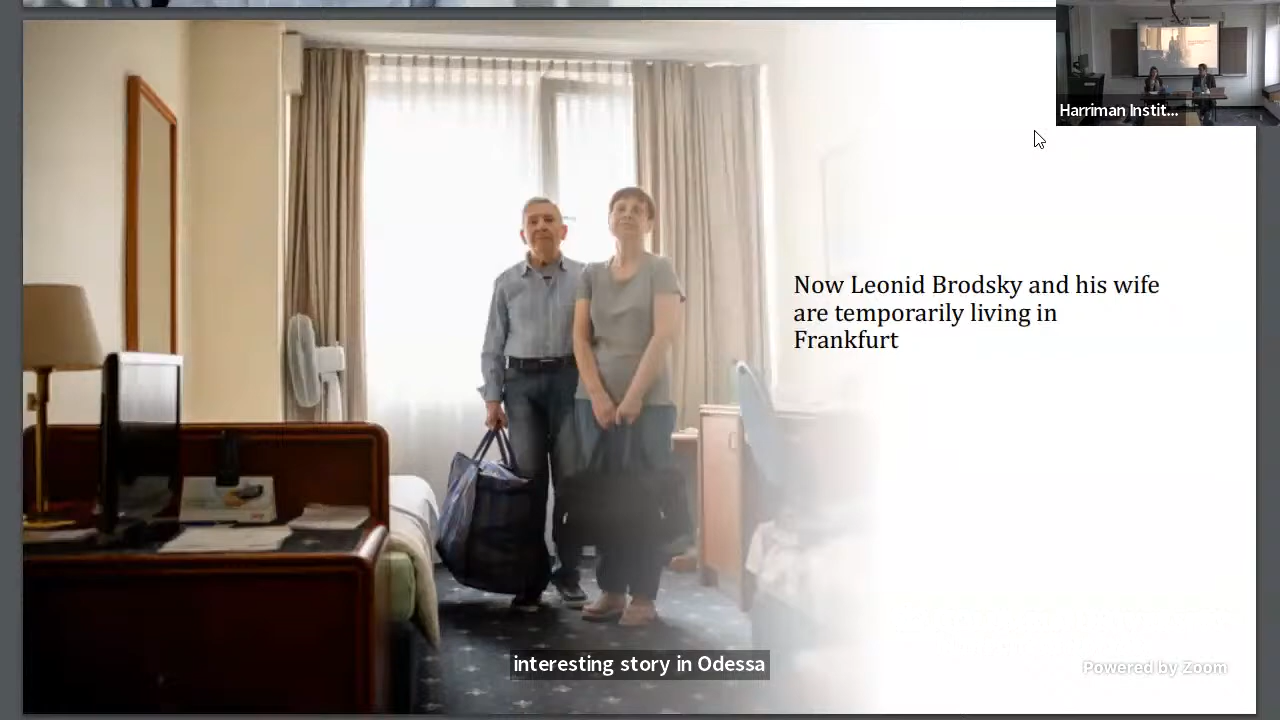 Harriman Instit...
Now Leonid Brodsky and his wife
are temporarily living in
Frankfurt
interesting story in Odessa
Powered by Zoom